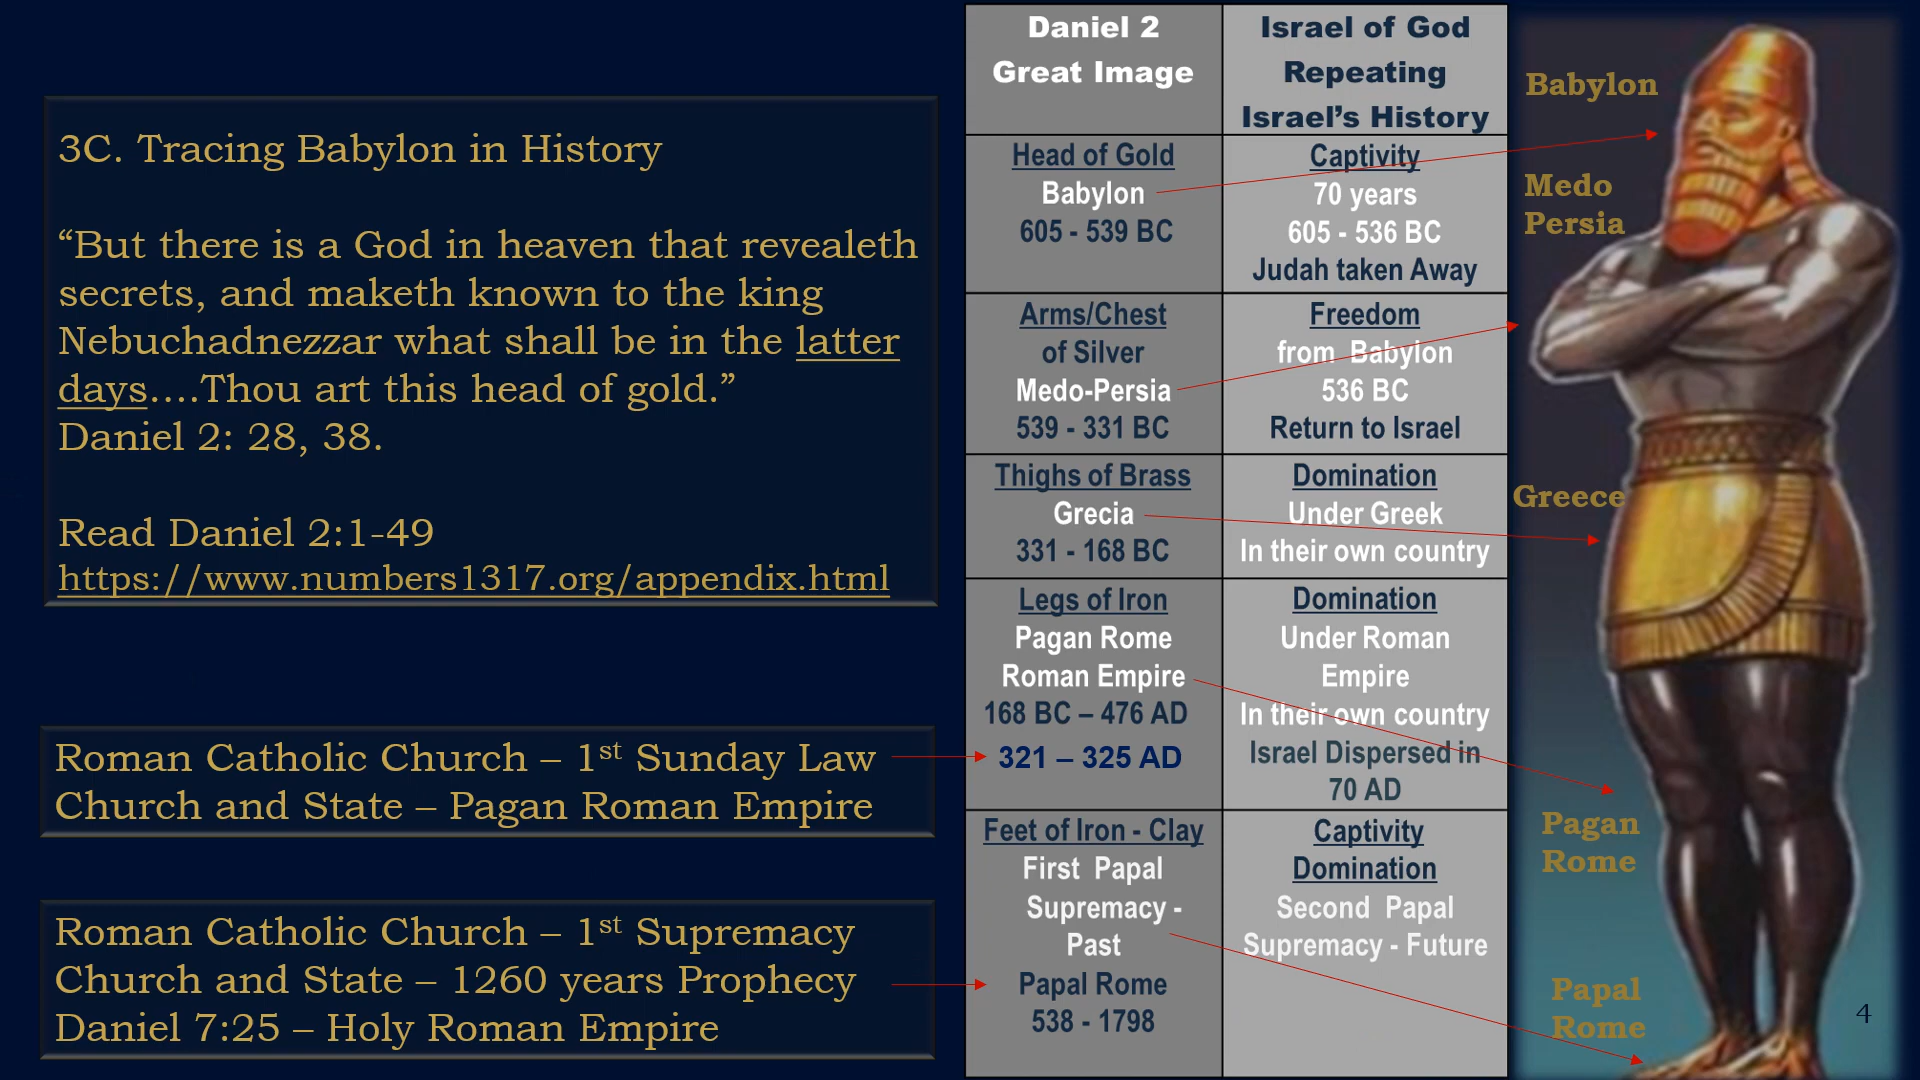 3C. Tracing Babylon in History
“But there is a God in heaven that revealeth
secrets, and maketh known to the king
Nebuchadnezzar what shall be in the latter
days….Thou art this head of gold.”
Daniel 2: 28, 38.
Read Daniel 2:1-49
https://www.numbers1317.org/appendix.html
Roman Catholic Church – 1st Sunday Law
Church and State – Pagan Roman Empire
Roman Catholic Church – 1st Supremacy
Church and State – 1260 years Prophecy
Daniel 7:25 – Holy Roman Empire
Daniel 2
Great Image
Israel of God
Repeating
Israel’s History
Head of Gold
Babylon
605 - 539 BC
Captivity
70 years
605 - 536 BC
Judah taken Away
Arms/Chest
of Silver
Medo-Persia
539 - 331 BC
Freedom
from Babylon
536 BC
Return to Israel
Thighs of Brass
Grecia
331 - 168 BC
Domination
Under Greek
In their own country
Legs of Iron
Pagan Rome
Roman Empire
168 BC – 476 AD
321 – 325 AD
Domination
Under Roman
Empire
In their own country
Israel Dispersed in
70 AD
Feet of Iron - Clay
First Papal
Supremacy -
Past
Papal Rome
538 - 1798
Captivity
Domination
Second Papal
Supremacy - Future
Babylon
Medo
Persia
Greece
Pagan
Rome
Papal
Rome
4